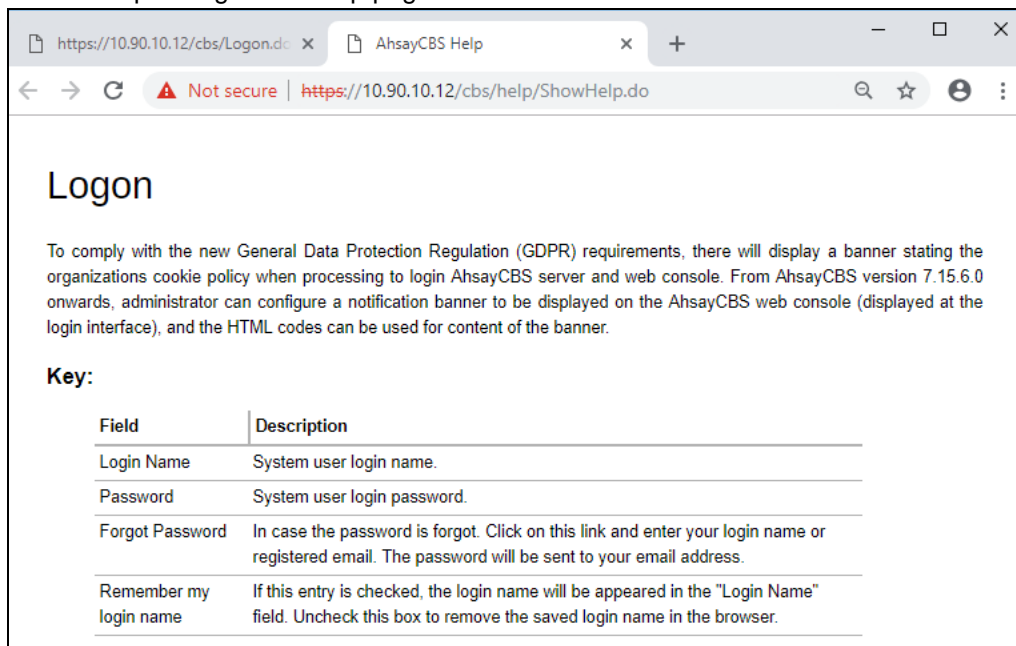 https://10.90.10.12/cbs/Logon.do
AhsayCBS Help
Not secure | https://10.90.10.12/cbs/help/ShowHelp.do
Logon
To comply with the new General Data Protection Regulation (GDPR) requirements, there will display a banner stating the
organizations cookie policy when processing to login AhsayCBS server and web console. From AhsayCBS version 7.15.6.0
onwards, administrator can configure a notification banner to be displayed on the AhsayCBS web console (displayed at the
login interface), and the HTML codes can be used for content of the banner.
Key:
Field Description
Login Name System user login name.
Password System user login password.
Forgot Password In case the password is forgot. Click on this link and enter your login name or
registered email. The password will be sent to your email address.
Remember my If this entry is checked, the login name will be appeared in the "Login Name"
login name field. Uncheck this box to remove the saved login name in the browser.